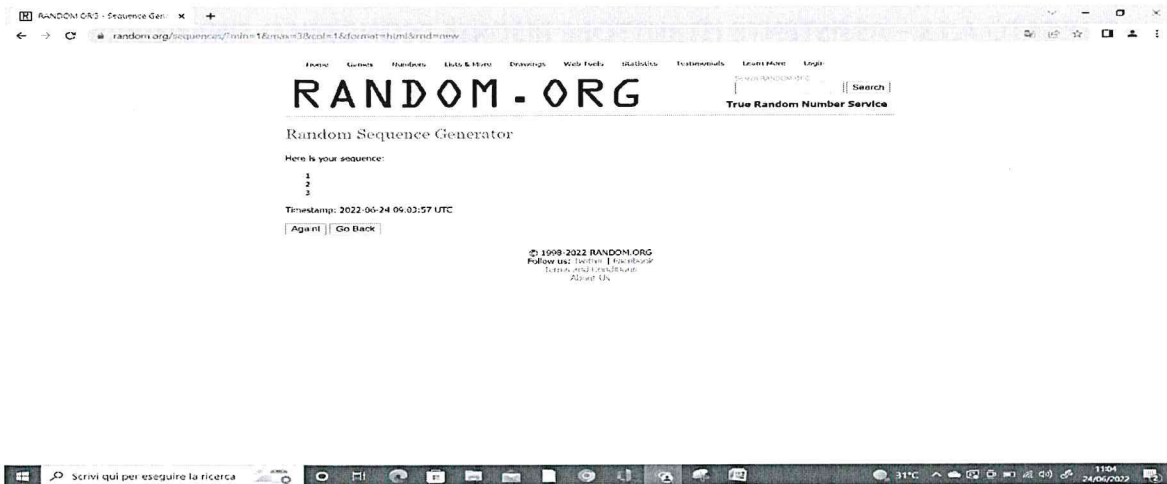 RANDOM.ORG - Sequence Gen
random.org/sequences/?min=1&max=3&col=1&format=html&rnd=new
Home Games Numbers Lists & More Drawings Web Tools Statistics Testimonials Learn More Login
RANDOM.ORG
Search RANDOM.ORG
Search
True Random Number Service
Random Sequence Generator
Here is your sequence:
1
2
3
Timestamp: 2022-06-24 09:03:57 UTC
Again! Go Back
© 1998-2022 RANDOM.ORG
Follow us: Twitter | Facebook
Terms and Conditions
About Us
Scrivi qui per eseguire la ricerca
31°C
11:04
24/06/2022